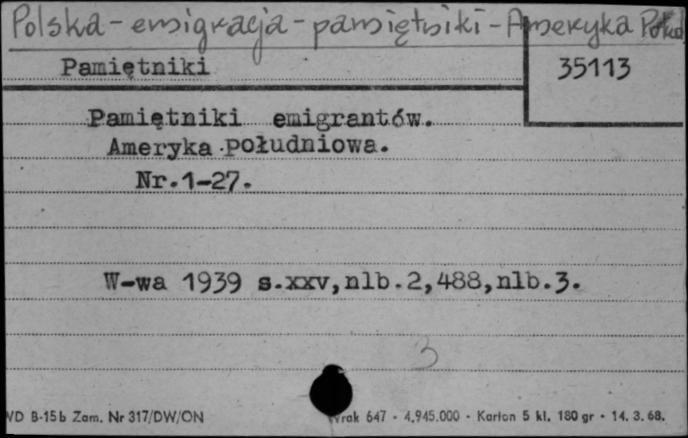 Polska - emigracja - pamiętniki - Ameryka Połud
Pamiętniki
35113
Pamiętniki emigrantów.
Ameryka południowa.
Nr.1-27.
W-wa 1939 s.xxv,nlb.2,488,nlb.3.
3
WD B-15b Zam. Nr 317/DW/ON
647 - 4.945.000 - Karton 5 kl. 180 gr - 14. 3. 68.